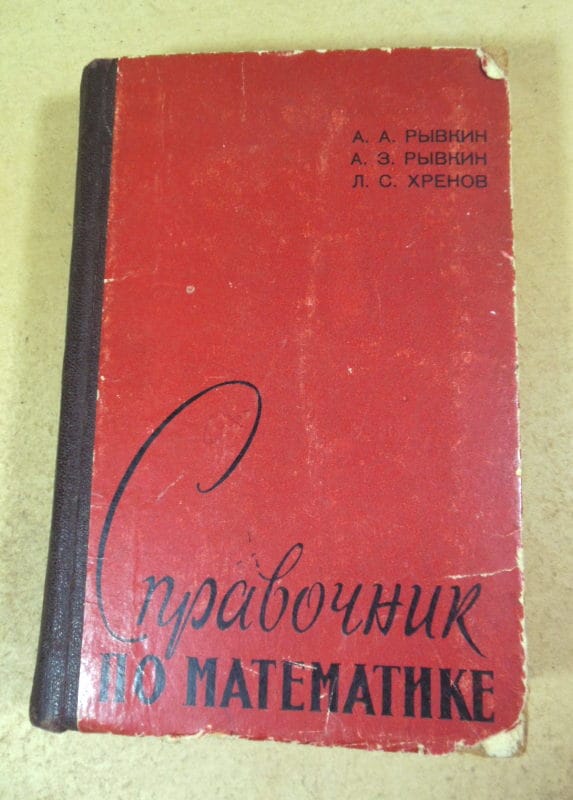 А. А. РЫВКИН
А. З. РЫВКИН
Л. С. ХРЕНОВ
Справочник
ПО МАТЕМАТИКЕ